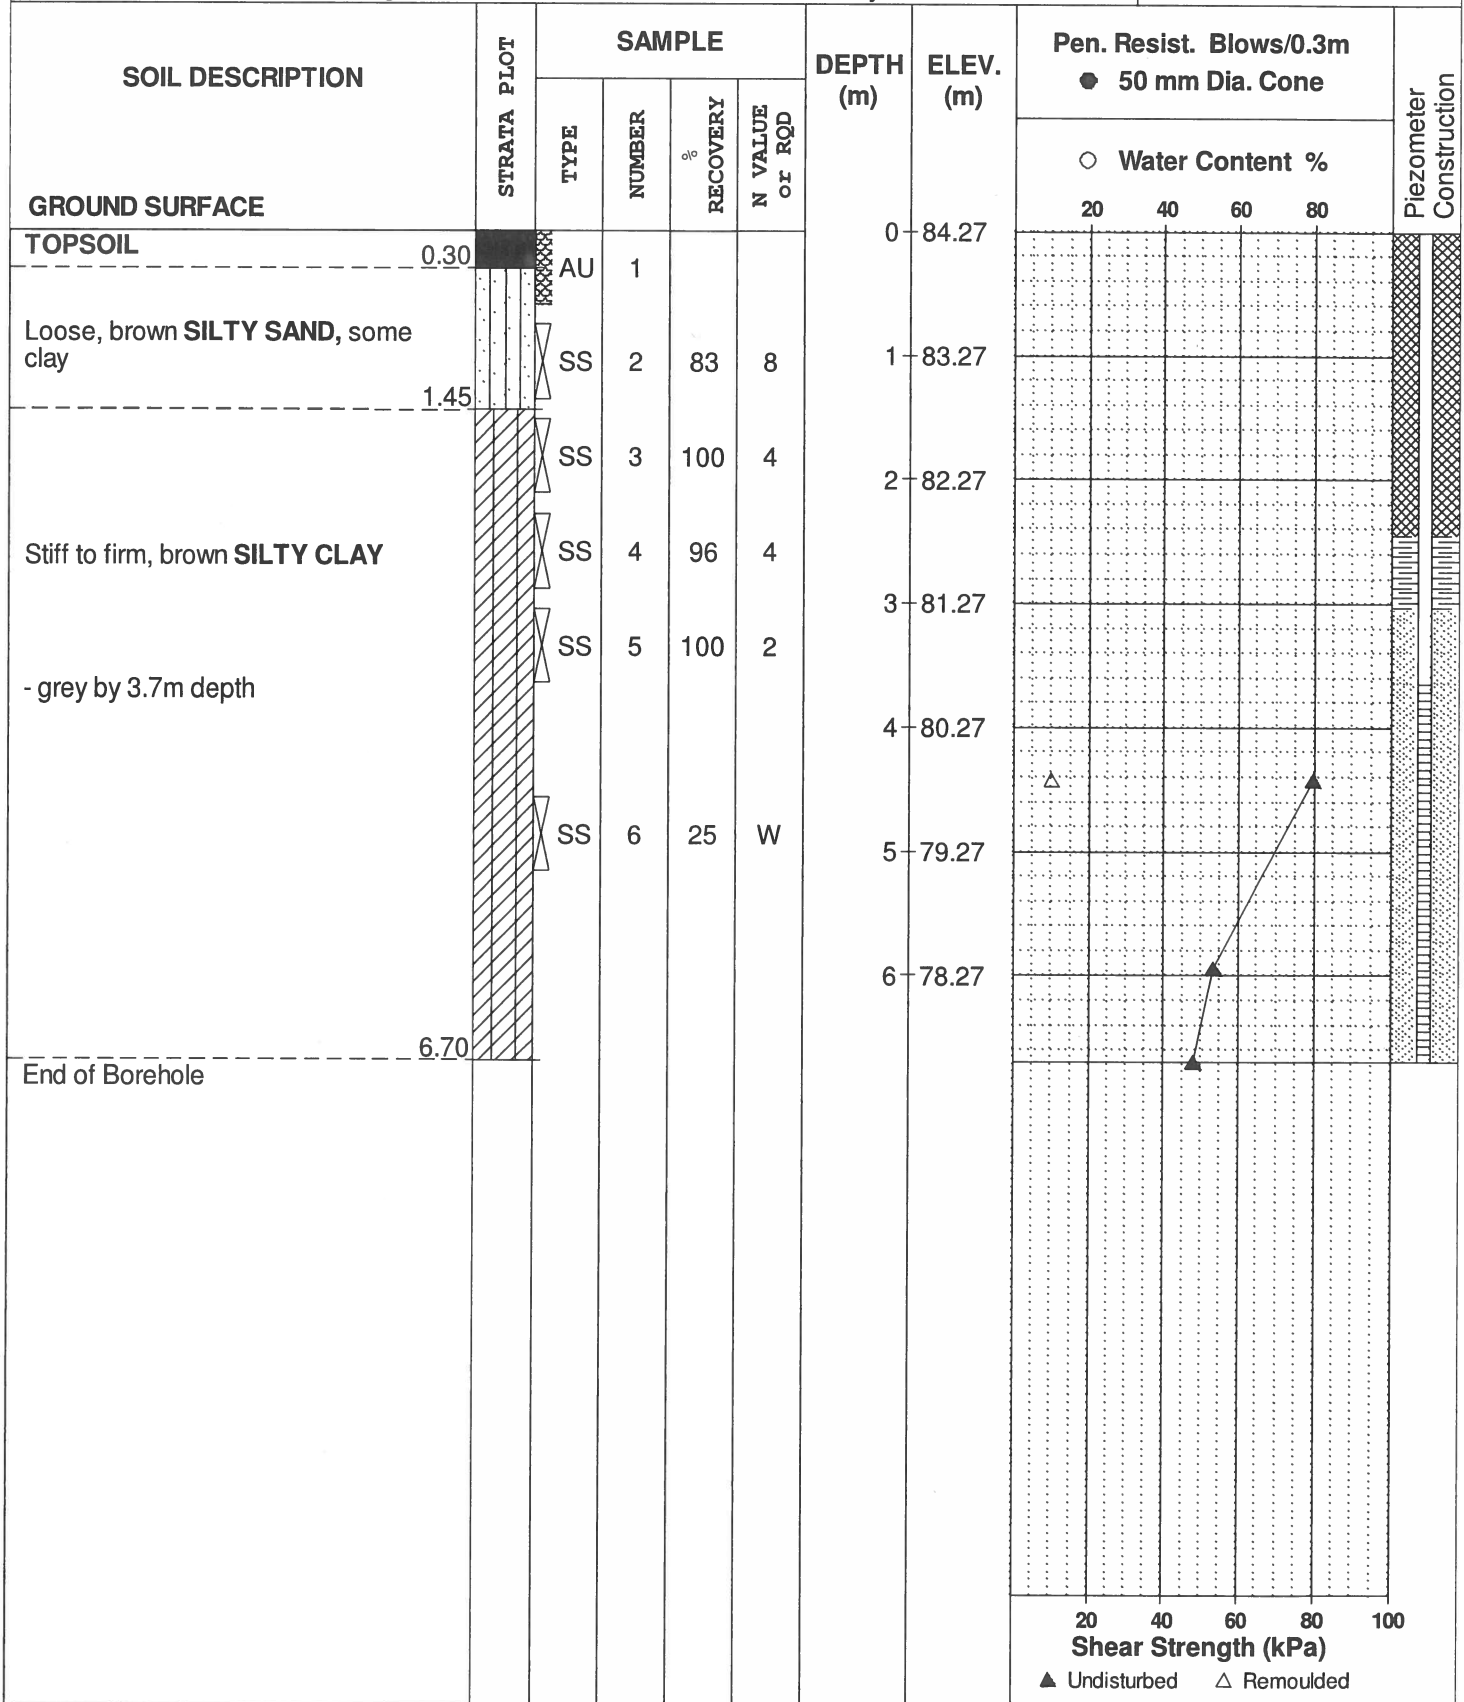 SOIL DESCRIPTION
GROUND SURFACE
STRATA PLOT
SAMPLE
TYPE
NUMBER
% RECOVERY
N VALUE or RQD
DEPTH (m)
ELEV. (m)
Pen. Resist. Blows/0.3m
● 50 mm Dia. Cone
○ Water Content %
20 40 60 80
Piezometer
Construction
TOPSOIL
0.30
AU 1
0 84.27
Loose, brown SILTY SAND, some
clay
1.45
SS 2 83 8
1 83.27
SS 3 100 4
2 82.27
Stiff to firm, brown SILTY CLAY
SS 4 96 4
3 81.27
SS 5 100 2
- grey by 3.7m depth
4 80.27
SS 6 25 W
5 79.27
6 78.27
6.70
End of Borehole
20 40 60 80 100
Shear Strength (kPa)
▲ Undisturbed △ Remoulded